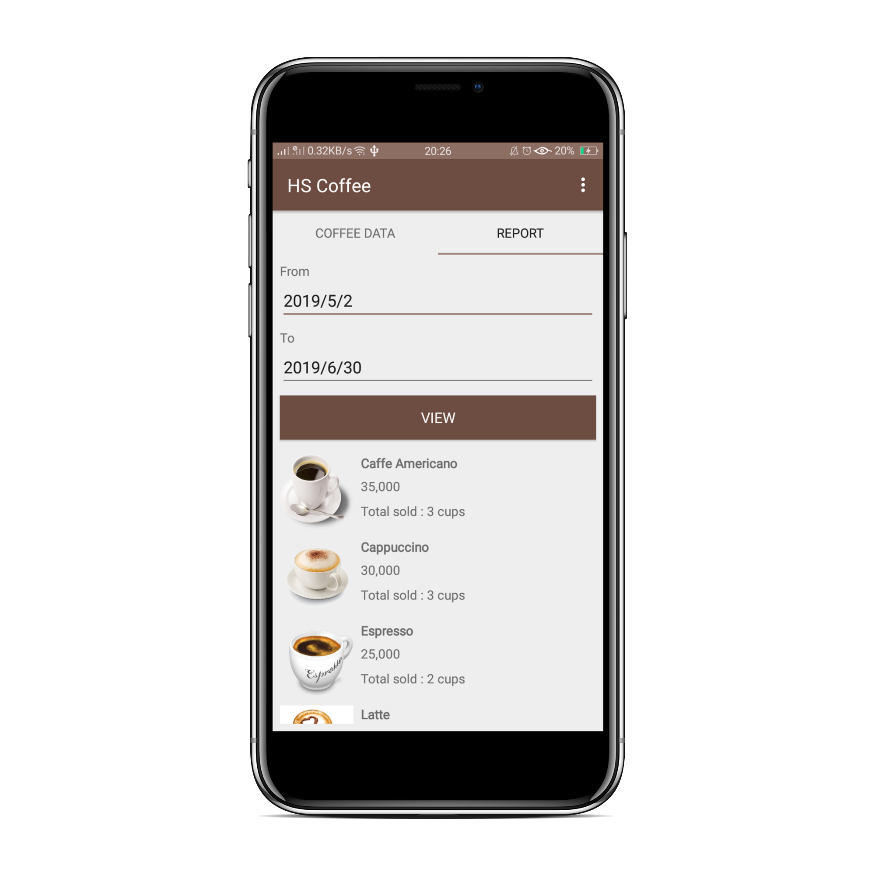 0.32KB/s 20:26 20%
HS Coffee
COFFEE DATA REPORT
From
2019/5/2
To
2019/6/30
VIEW
Caffe Americano
35,000
Total sold : 3 cups
Cappuccino
30,000
Total sold : 3 cups
Espresso
25,000
Total sold : 2 cups
Espresso
Latte